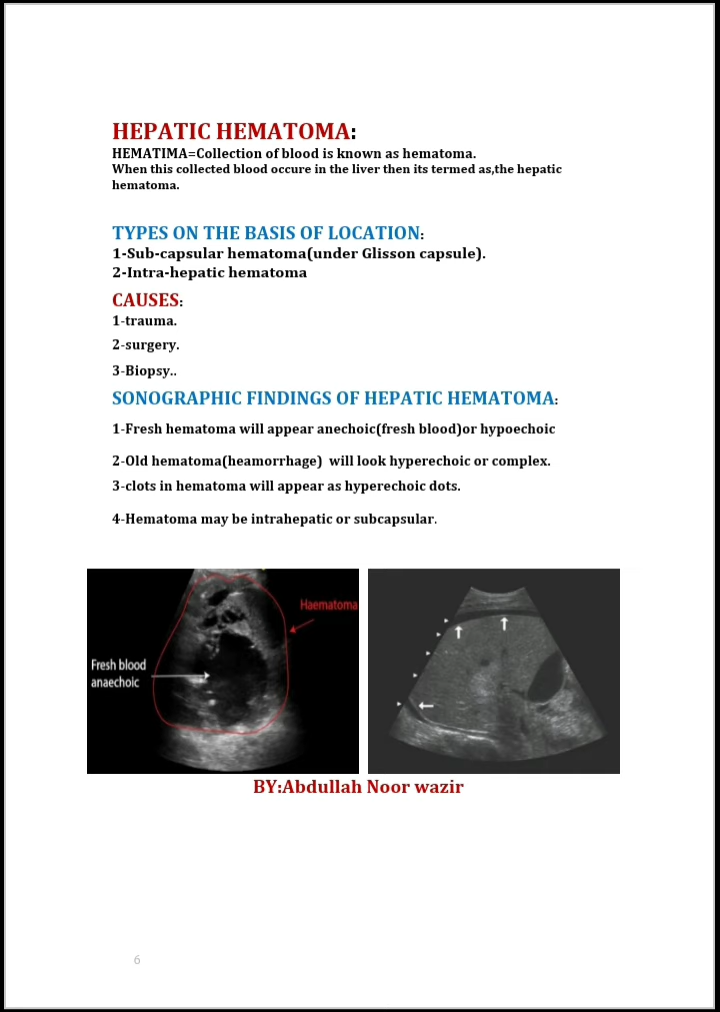 HEPATIC HEMATOMA:
HEMATIMA=Collection of blood is known as hematoma.
When this collected blood occure in the liver then its termed as,the hepatic
hematoma.
TYPES ON THE BASIS OF LOCATION:
1-Sub-capsular hematoma(under Glisson capsule).
2-Intra-hepatic hematoma
CAUSES:
1-trauma.
2-surgery.
3-Biopsy..
SONOGRAPHIC FINDINGS OF HEPATIC HEMATOMA:
1-Fresh hematoma will appear anechoic(fresh blood)or hypoechoic
2-Old hematoma(heamorrhage) will look hyperechoic or complex.
3-clots in hematoma will appear as hyperechoic dots.
4-Hematoma may be intrahepatic or subcapsular.
Haematoma
Fresh blood
anaechoic
BY:Abdullah Noor wazir
6